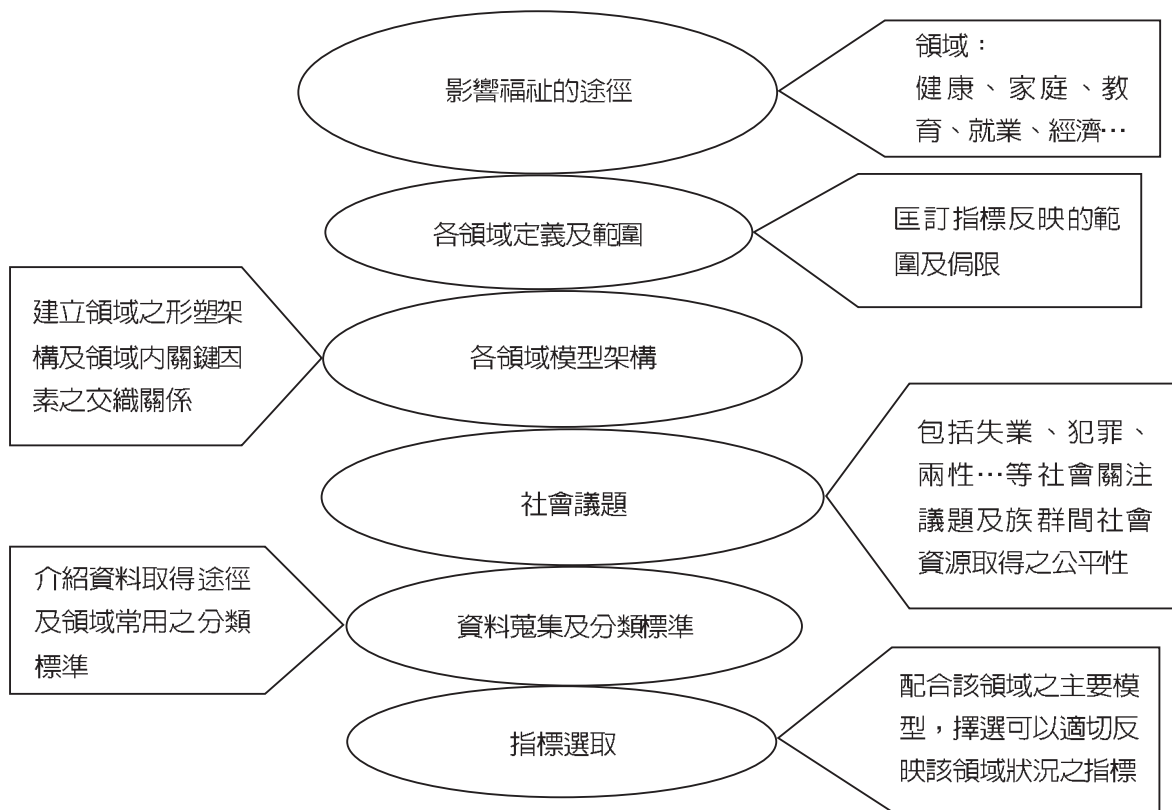 影響福祉的途徑
領域：
健康、家庭、教
育、就業、經濟…
各領域定義及範圍
匡訂指標反映的範
圍及侷限
建立領域之形塑架
構及領域內關鍵因
素之交織關係
各領域模型架構
社會議題
包括失業、犯罪、
兩性…等社會關注
議題及族群間社會
資源取得之公平性
介紹資料取得途徑
及領域常用之分類
標準
資料蒐集及分類標準
指標選取
配合該領域之主要模
型，擇選可以適切反
映該領域狀況之指標